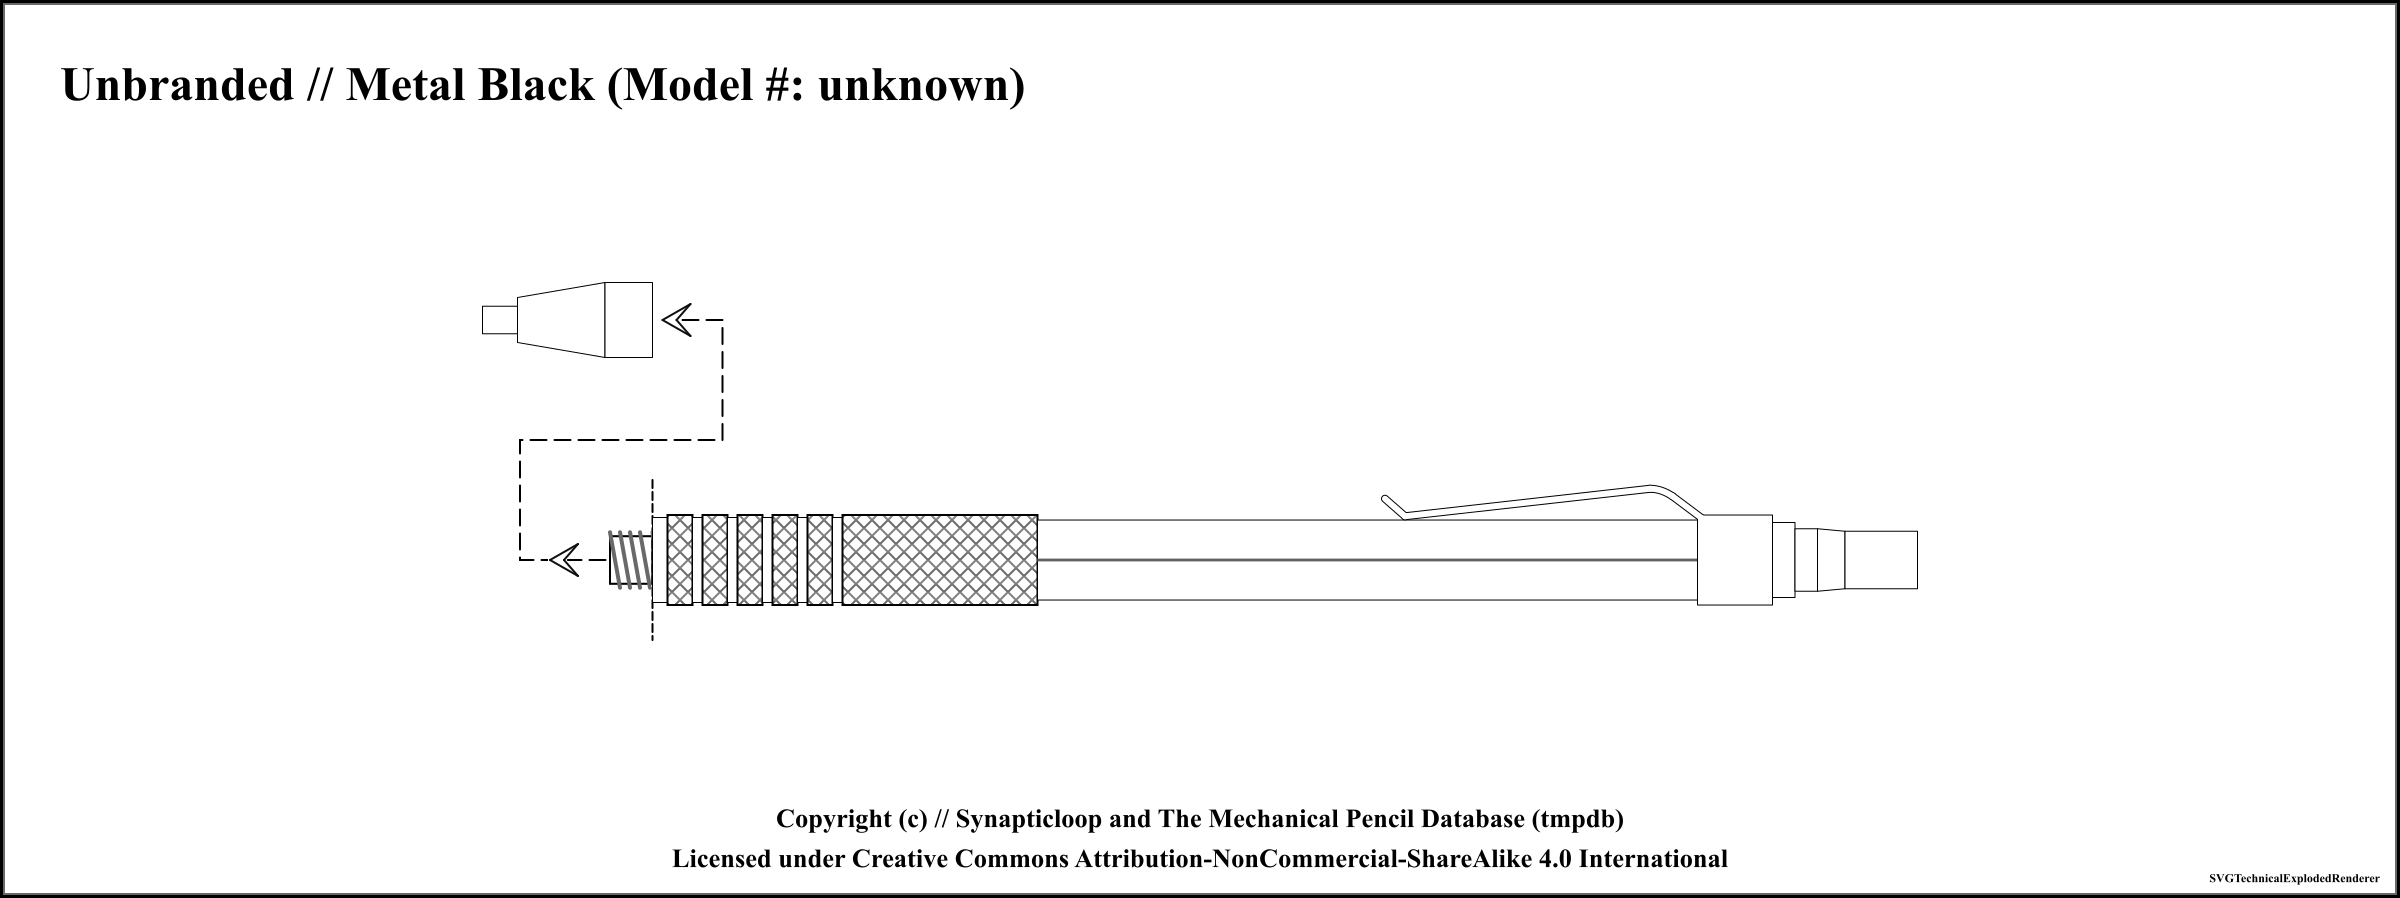 Unbranded // Metal Black (Model #: unknown)
Copyright (c) // Synapticloop and The Mechanical Pencil Database (tmpdb)
Licensed under Creative Commons Attribution-NonCommercial-ShareAlike 4.0 International
SVGTechnicalExplodedRenderer